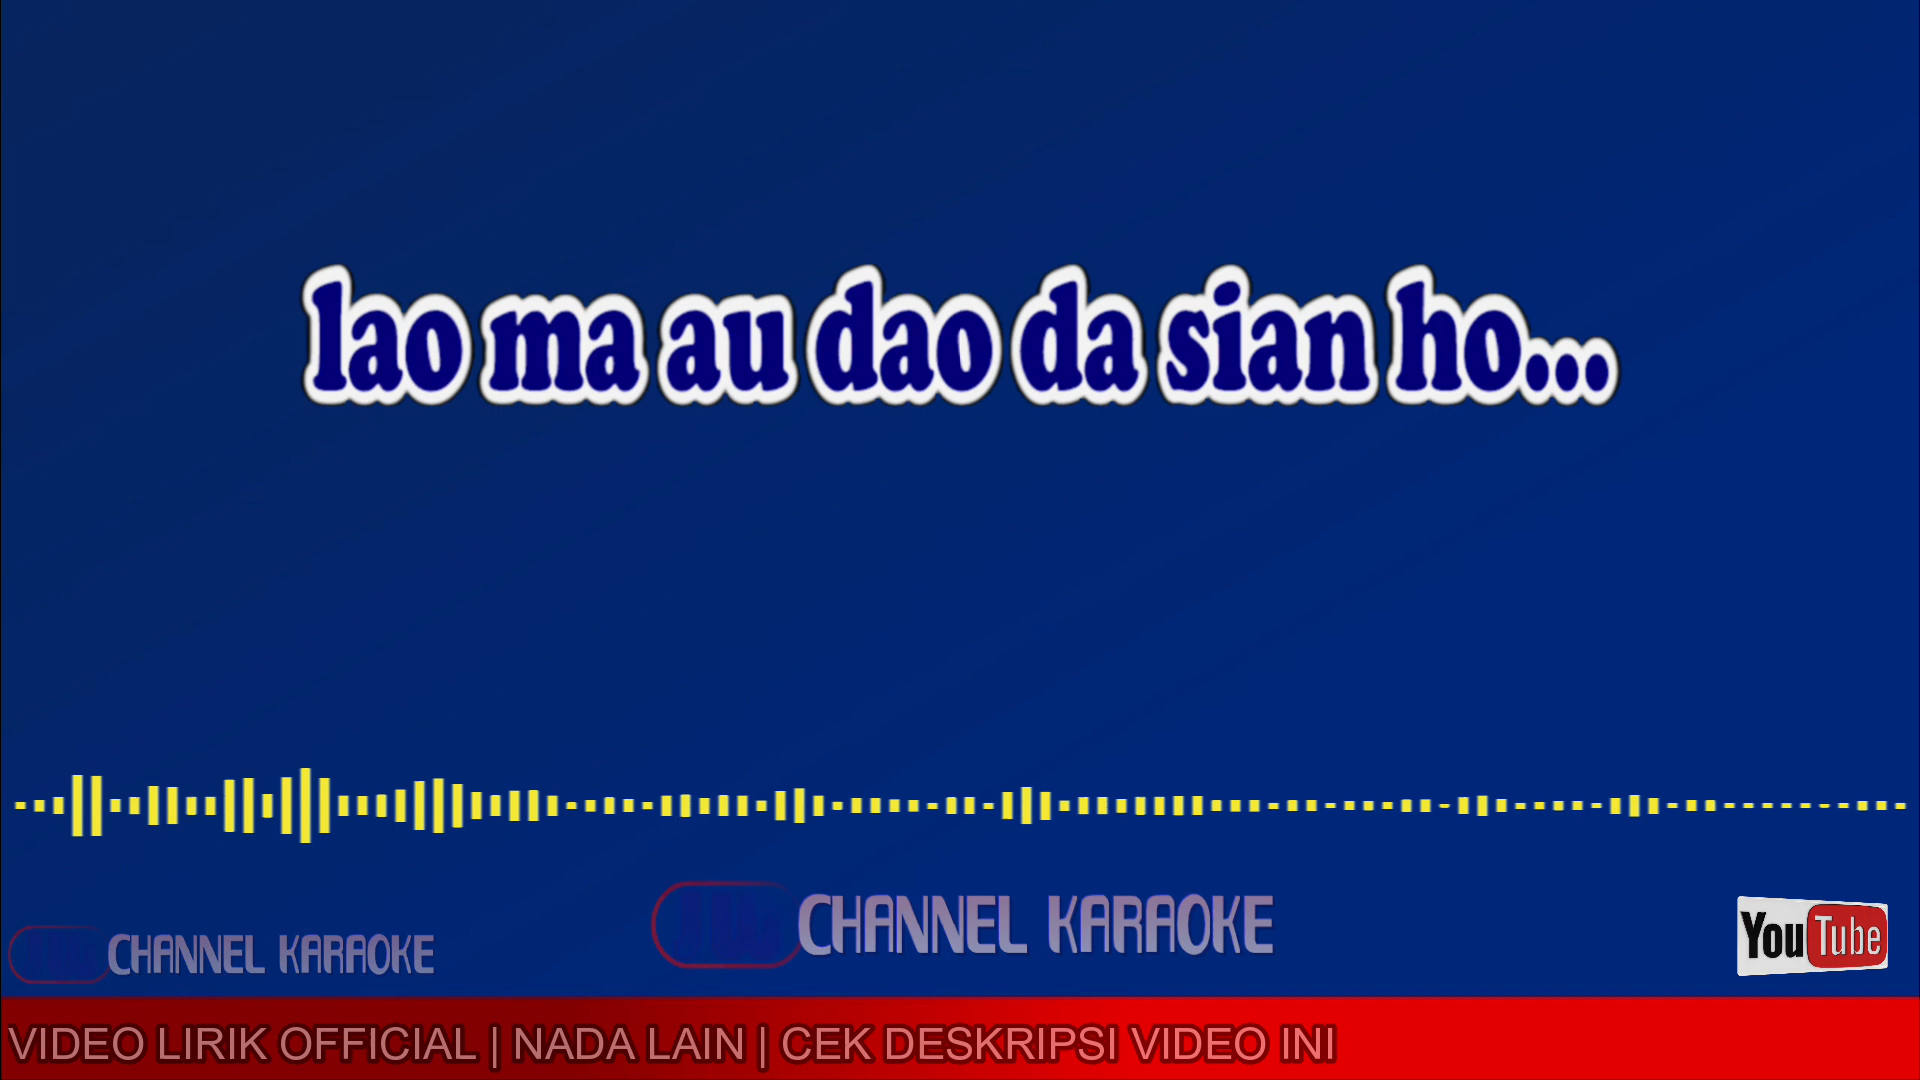 lao ma au dao da sian ho...
CHANNEL KARAOKE
CHANNEL KARAOKE
YouTube
VIDEO LIRIK OFFICIAL | NADA LAIN | CEK DESKRIPSI VIDEO INI